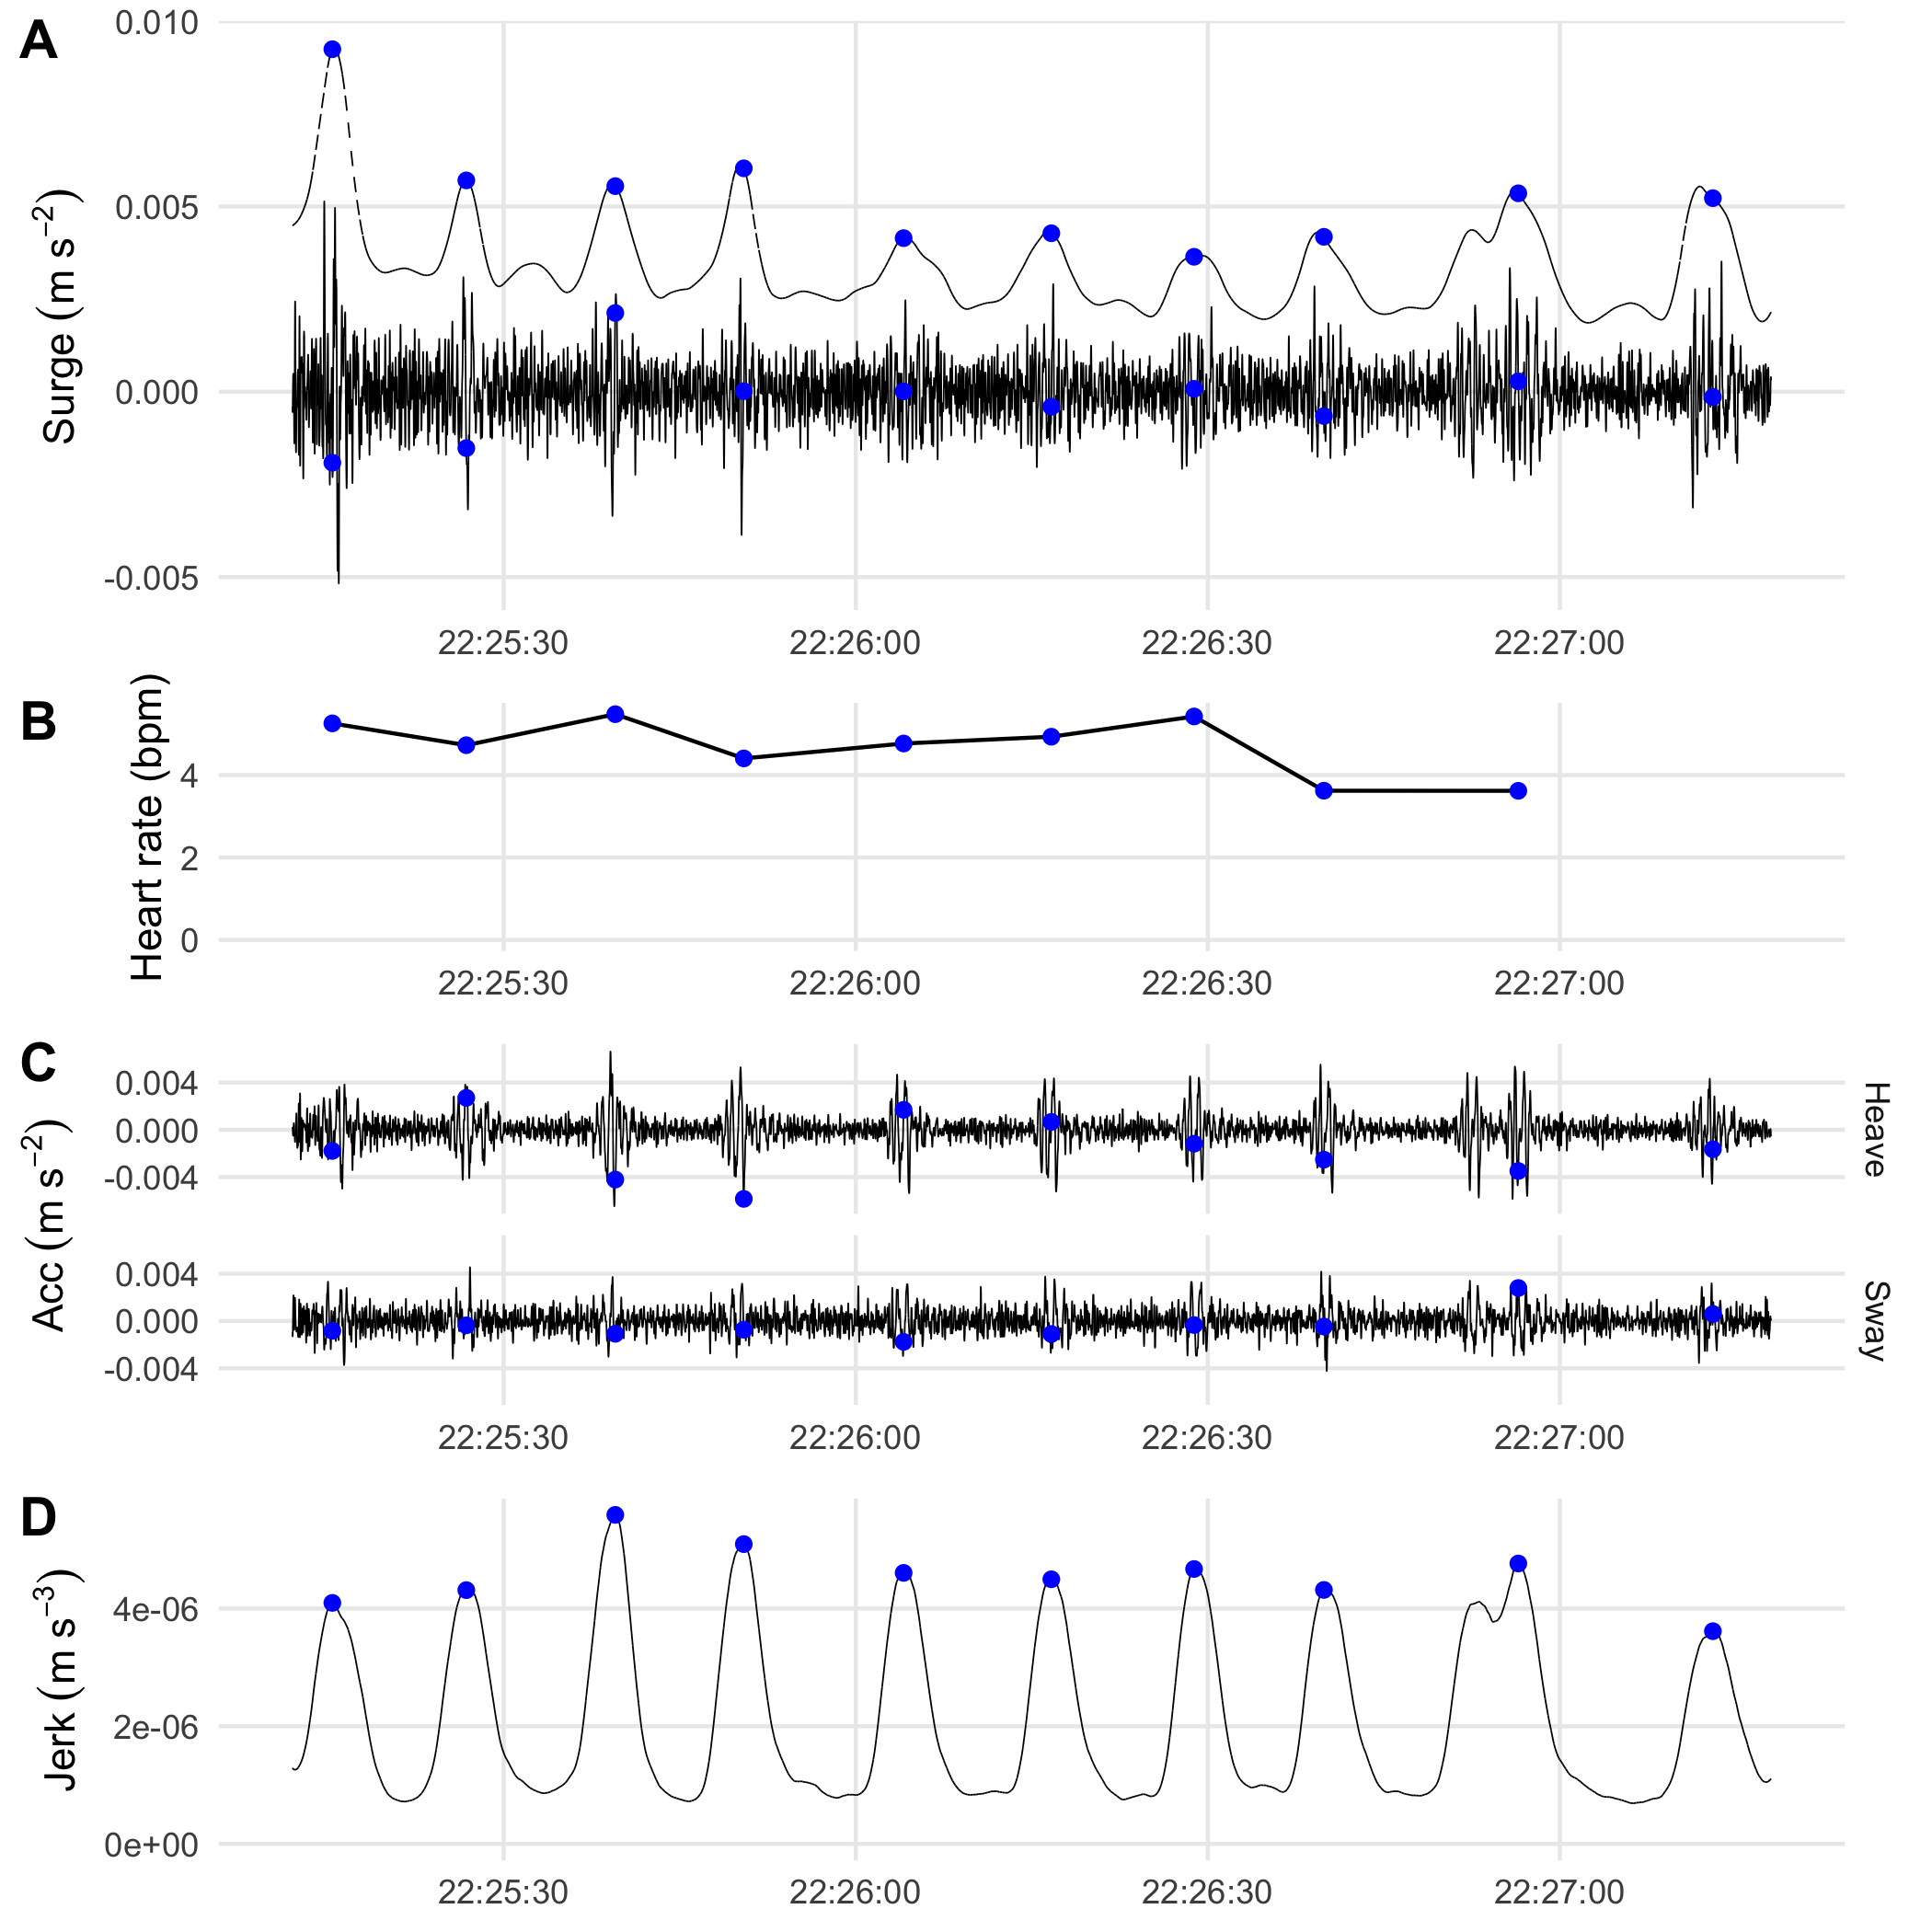 A
Surge (m s⁻²)
0.010
0.005
0.000
-0.005
22:25:30 22:26:00 22:26:30 22:27:00
B
Heart rate (bpm)
4
2
0
22:25:30 22:26:00 22:26:30 22:27:00
C
Acc (m s⁻²)
0.004
0.000
-0.004
Heave
0.004
0.000
-0.004
Sway
22:25:30 22:26:00 22:26:30 22:27:00
D
Jerk (m s⁻³)
4e-06
2e-06
0e+00
22:25:30 22:26:00 22:26:30 22:27:00